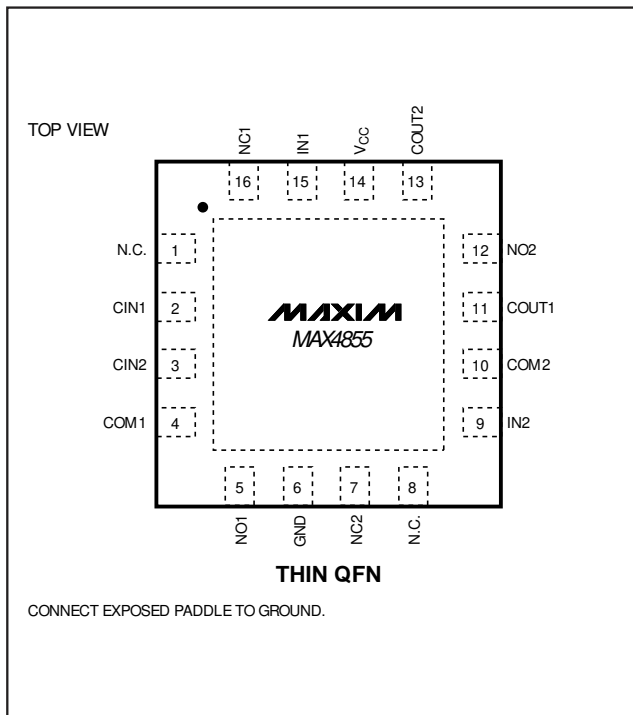 TOP VIEW
NC1
IN1
VCC
COUT2
16
15
14
13
N.C. 1
12 NO2
CIN1 2
11 COUT1
MAXIM
MAX4855
CIN2 3
10 COM2
COM1 4
9 IN2
5
6
7
8
NO1
GND
NC2
N.C.
THIN QFN
CONNECT EXPOSED PADDLE TO GROUND.